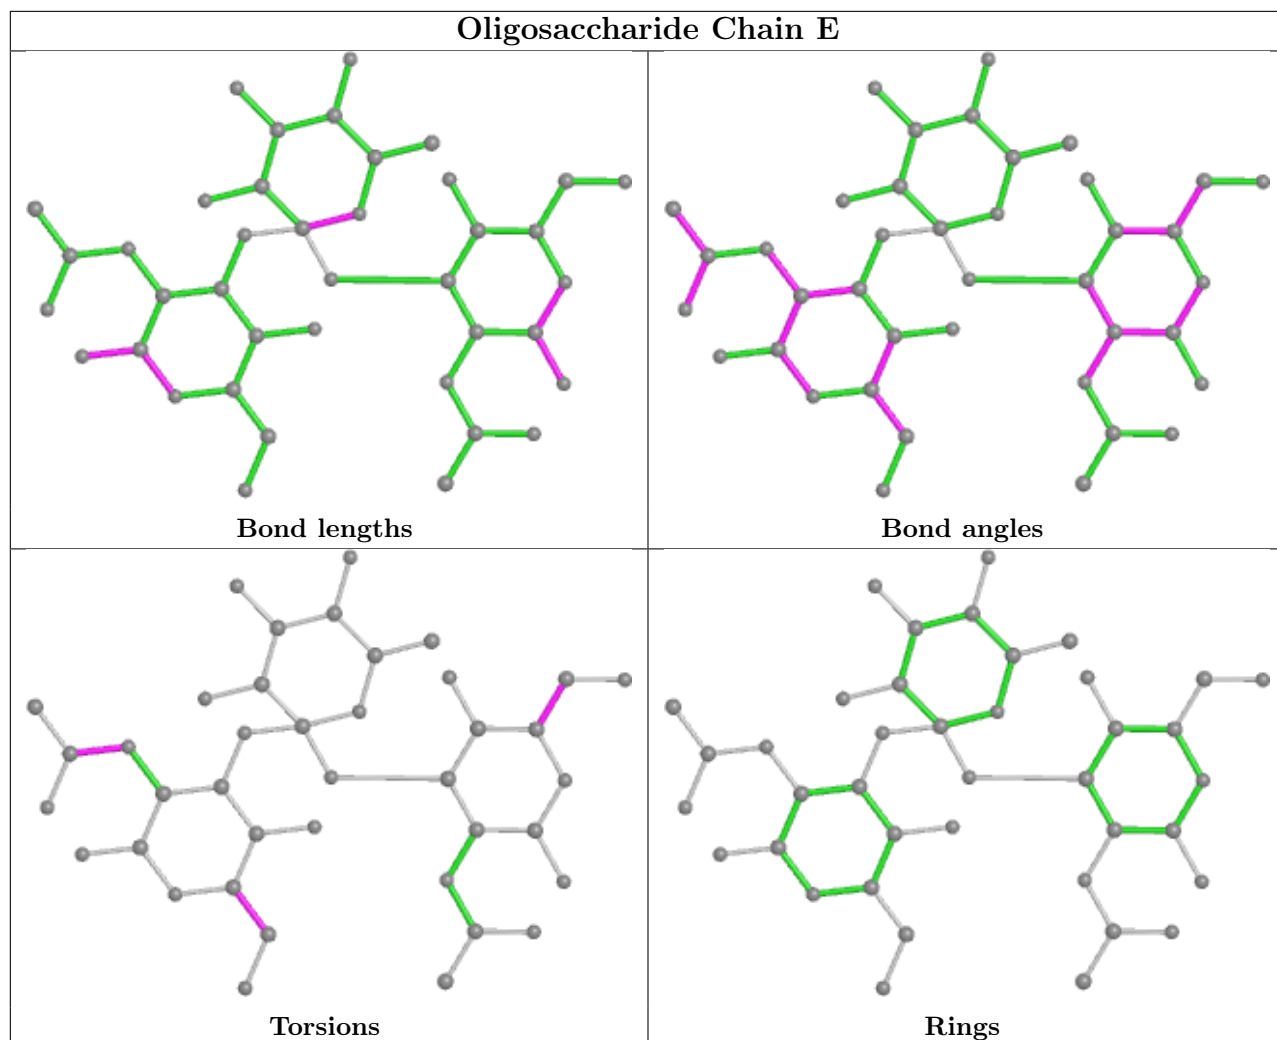 Oligosaccharide Chain E
Bond lengths
Bond angles
Torsions
Rings